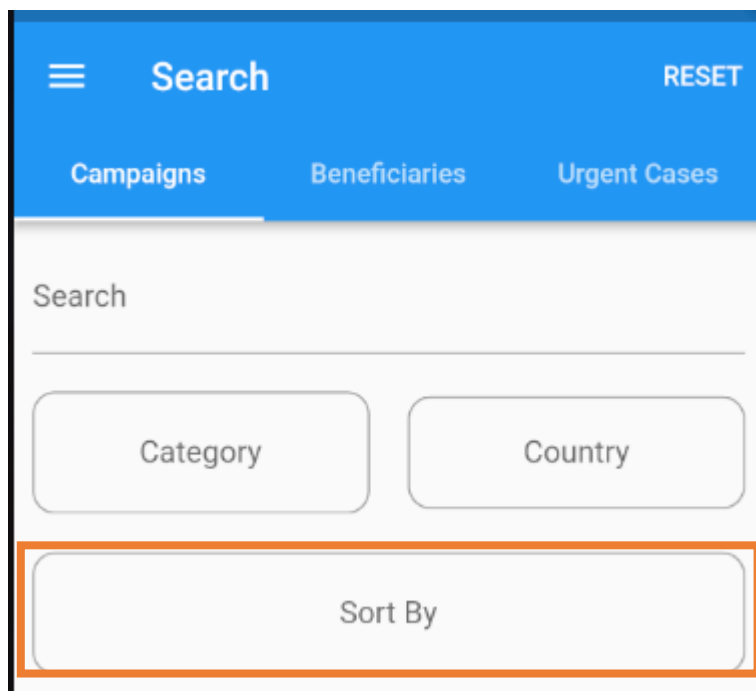 Search RESET
Campaigns Beneficiaries Urgent Cases
Search
Category Country
Sort By